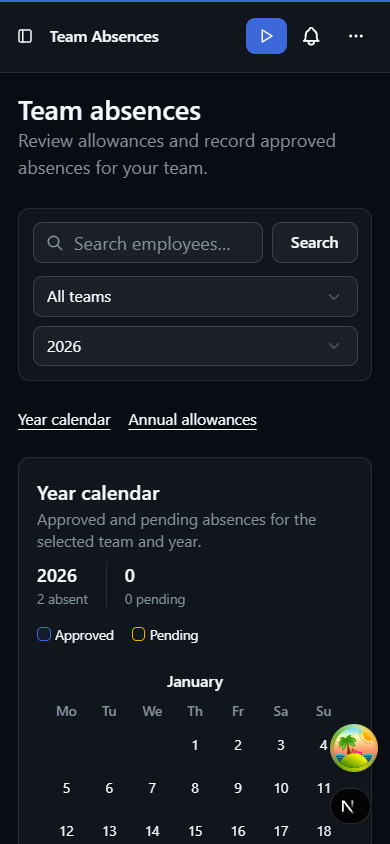 Team Absences
Team absences
Review allowances and record approved
absences for your team.
Search employees...
Search
All teams
2026
Year calendar Annual allowances
Year calendar
Approved and pending absences for the
selected team and year.
2026 0
2 absent 0 pending
Approved Pending
January
Mo Tu We Th Fr Sa Su
1 2 3 4
5 6 7 8 9 10 11
N
12 13 14 15 16 17 18